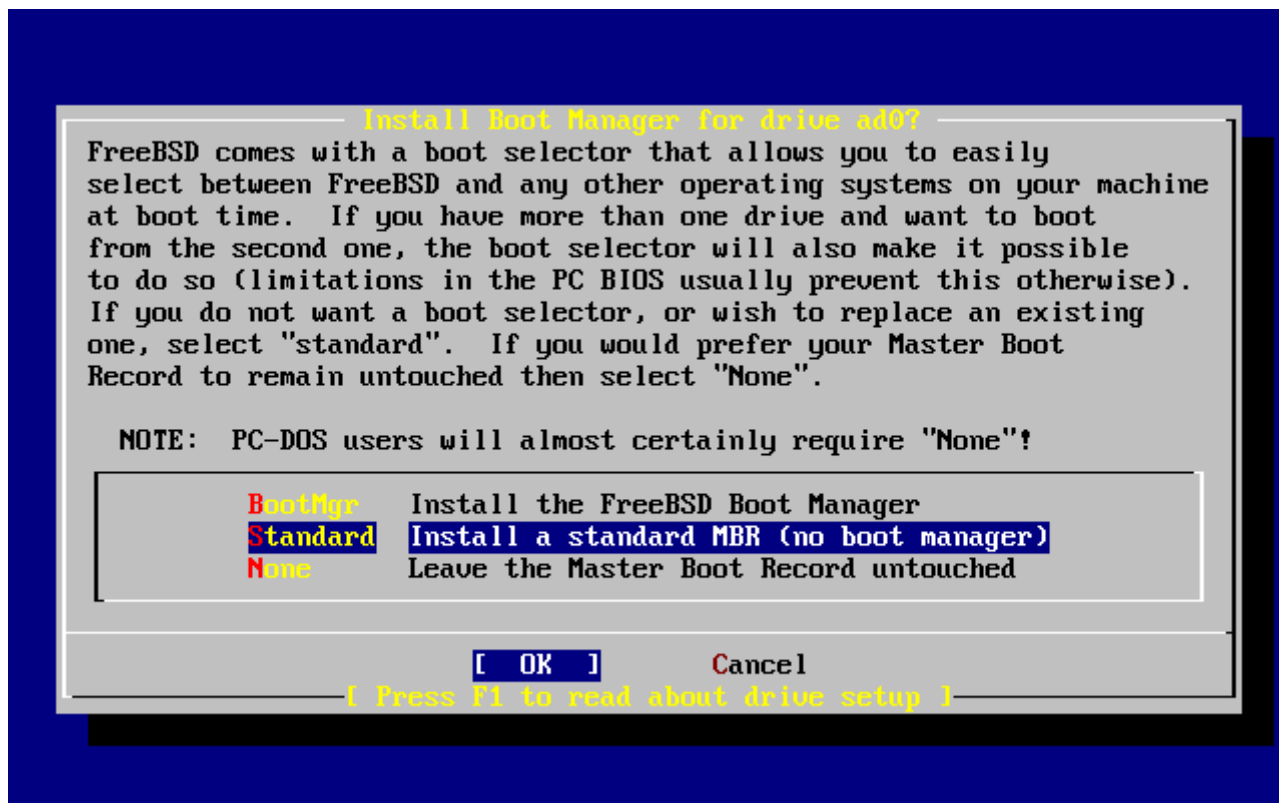 Install Boot Manager for drive ad0?
FreeBSD comes with a boot selector that allows you to easily
select between FreeBSD and any other operating systems on your machine
at boot time.  If you have more than one drive and want to boot
from the second one, the boot selector will also make it possible
to do so (limitations in the PC BIOS usually prevent this otherwise).
If you do not want a boot selector, or wish to replace an existing
one, select "standard".  If you would prefer your Master Boot
Record to remain untouched then select "None".
NOTE:  PC-DOS users will almost certainly require "None"!
BootMgr   Install the FreeBSD Boot Manager
Standard  Install a standard MBR (no boot manager)
None      Leave the Master Boot Record untouched
[  OK  ]       Cancel
[ Press F1 to read about drive setup ]